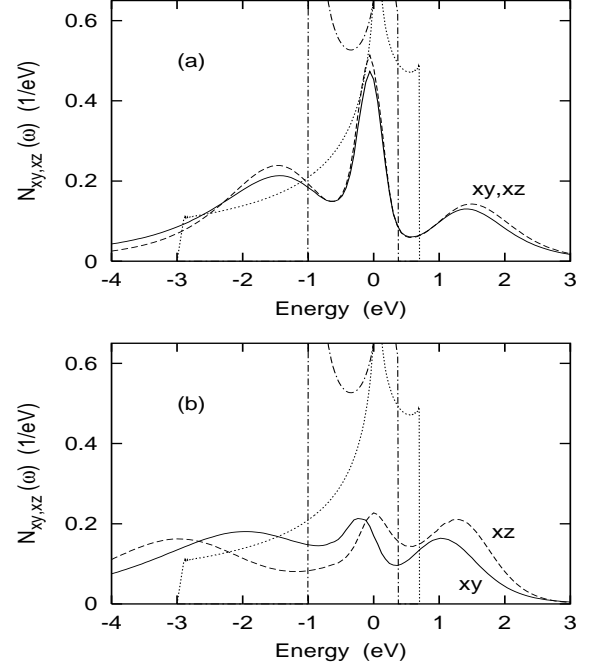 N xy,xz (ω) (1/eV)
0.6
0.4
0.2
0
(a)
xy,xz
-4 -3 -2 -1 0 1 2 3
Energy (eV)
N xy,xz (ω) (1/eV)
0.6
0.4
0.2
0
(b)
xz
xy
-4 -3 -2 -1 0 1 2 3
Energy (eV)